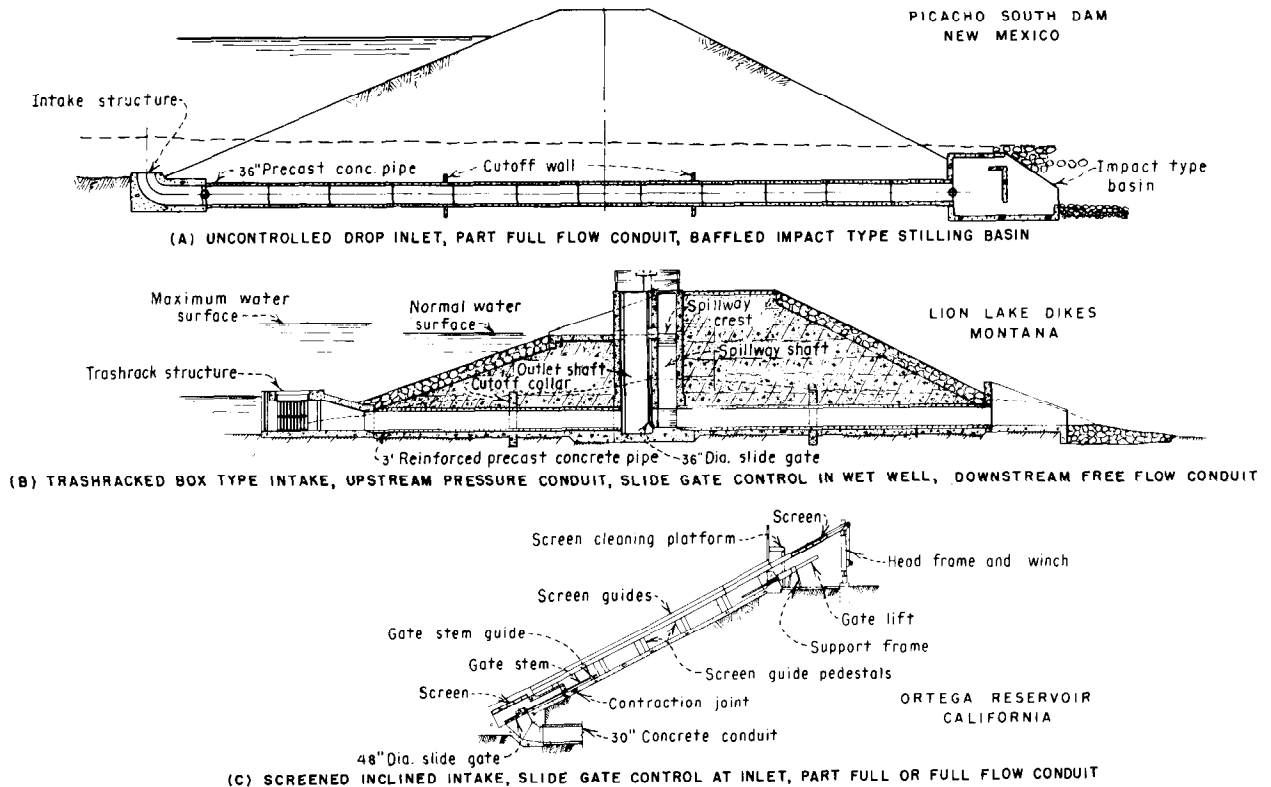 PICACHO SOUTH DAM
NEW MEXICO
Intake structure
36" Precast conc. pipe
Cutoff wall
Impact type
basin
(A) UNCONTROLLED DROP INLET, PART FULL FLOW CONDUIT, BAFFLED IMPACT TYPE STILLING BASIN
Maximum water
surface
Normal water
surface
Spillway
crest
LION LAKE DIKES
MONTANA
Spillway shaft
Trashrack structure
Outlet shaft
Cutoff collar
3' Reinforced precast concrete pipe
36" Dia. slide gate
(B) TRASHRACKED BOX TYPE INTAKE, UPSTREAM PRESSURE CONDUIT, SLIDE GATE CONTROL IN WET WELL, DOWNSTREAM FREE FLOW CONDUIT
Screen
Screen cleaning platform
Head frame and winch
Screen guides
Gate lift
Gate stem guide
Support frame
Gate stem
Screen guide pedestals
Screen
Contraction joint
ORTEGA RESERVOIR
CALIFORNIA
30" Concrete conduit
48" Dia. slide gate
(C) SCREENED INCLINED INTAKE, SLIDE GATE CONTROL AT INLET, PART FULL OR FULL FLOW CONDUIT